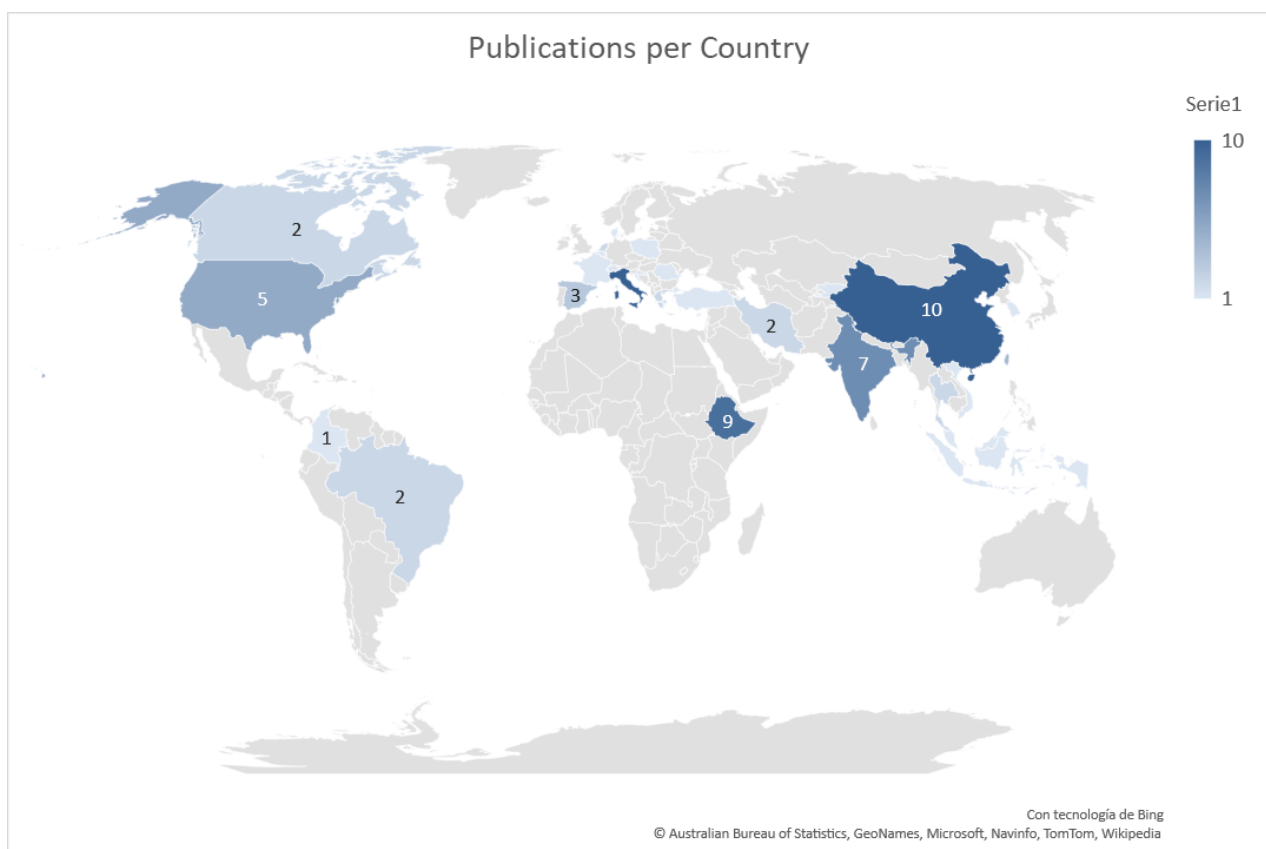 Publications per Country
Serie1
10
1
2
5
3
2
10
7
9
1
2
Con tecnología de Bing
© Australian Bureau of Statistics, GeoNames, Microsoft, Navinfo, TomTom, Wikipedia